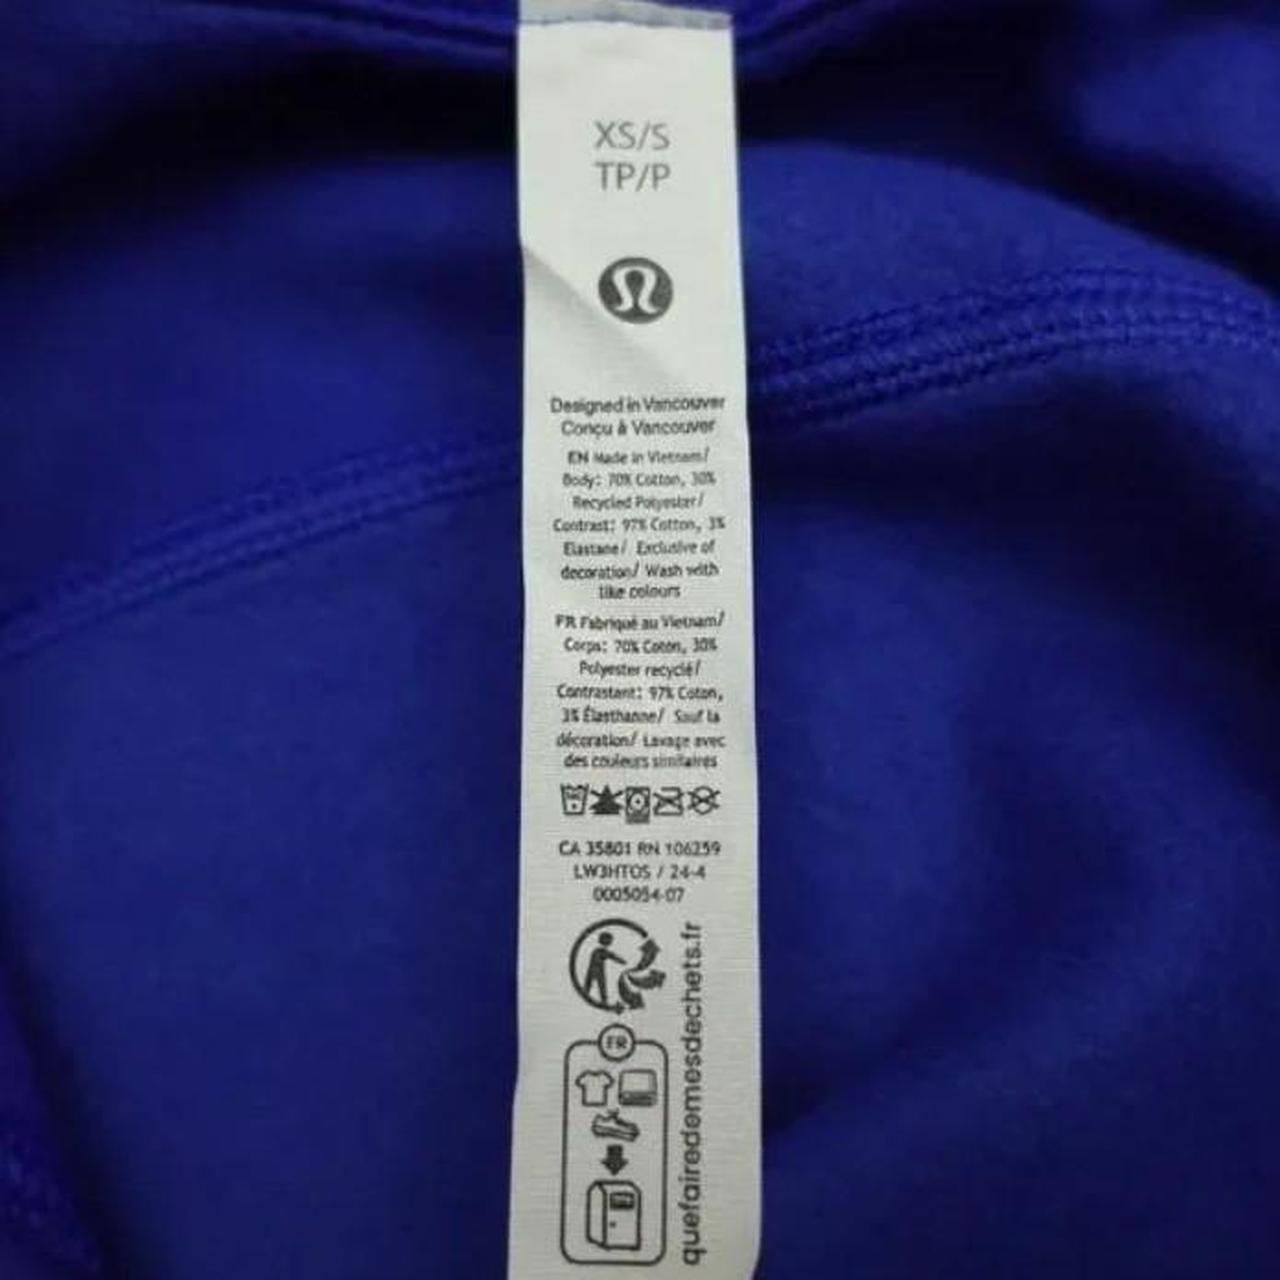 XS/S
TP/P
Designed in Vancouver
Conçu à Vancouver
EN Made in Vietnam/
Body: 70% Cotton, 30%
Recycled Polyester/
Contrast: 97% Cotton, 3%
Elastane/ Exclusive of
decoration/ Wash with
like colours
FR Fabriqué au Vietnam/
Corps: 70% Coton, 30%
Polyester recyclé/
Contrastant: 97% Coton,
3% Élasthanne/ Sauf la
décoration/ Lavage avec
des couleurs similaires
CA 35801 RN 106259
LW3HTOS / 24-4
0005054-07
FR
quefairedemesdechets.fr